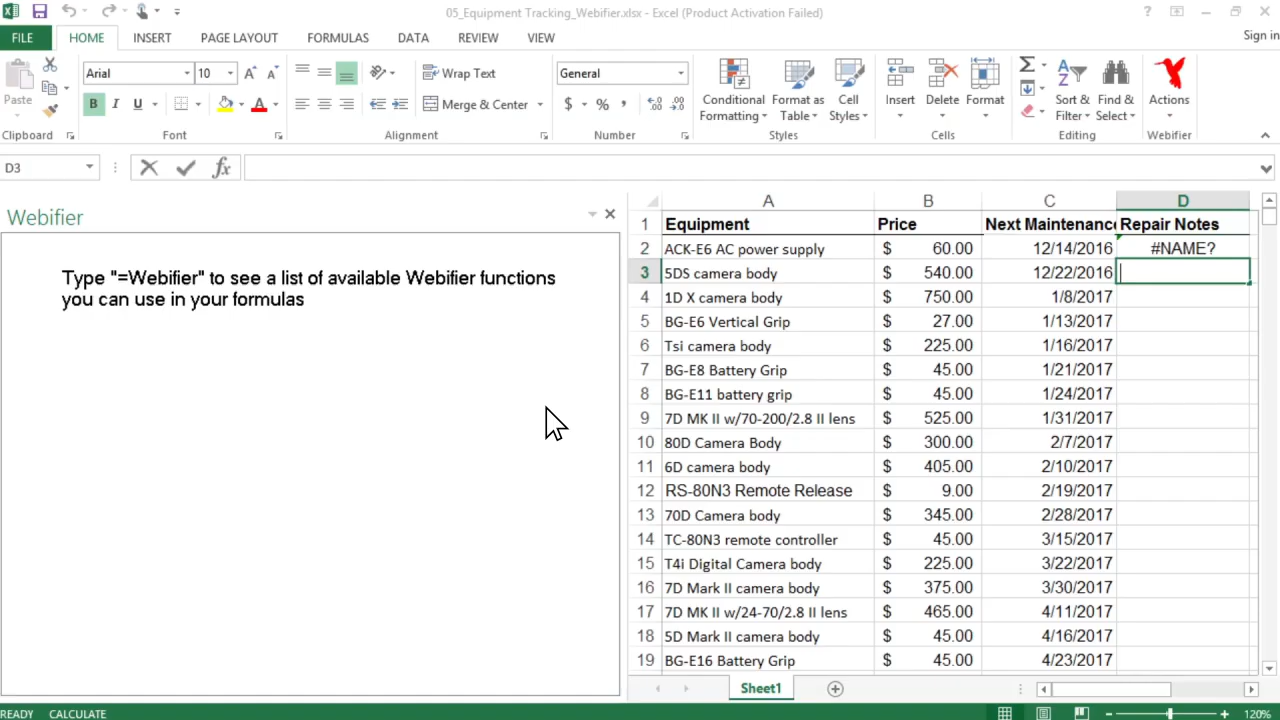 05_Equipment Tracking_Webifier.xlsx - Excel (Product Activation Failed)
FILE HOME INSERT PAGE LAYOUT FORMULAS DATA REVIEW VIEW Sign in
Arial 10 Wrap Text General
Paste B I U A Merge & Center $ % , Conditional Formatting Format as Table Cell Styles Insert Delete Format Sort & Filter Find & Select Actions
Clipboard Font Alignment Number Styles Cells Editing Webifier
D3 fx
Webifier
Type "=Webifier" to see a list of available Webifier functions
you can use in your formulas
A B C D
1 Equipment Price Next Maintenance Repair Notes
2 ACK-E6 AC power supply $ 60.00 12/14/2016 #NAME?
3 5DS camera body $ 540.00 12/22/2016
4 1D X camera body $ 750.00 1/8/2017
5 BG-E6 Vertical Grip $ 27.00 1/13/2017
6 Tsi camera body $ 225.00 1/16/2017
7 BG-E8 Battery Grip $ 45.00 1/21/2017
8 BG-E11 battery grip $ 45.00 1/24/2017
9 7D MK II w/70-200/2.8 II lens $ 525.00 1/31/2017
10 80D Camera Body $ 300.00 2/7/2017
11 6D camera body $ 405.00 2/10/2017
12 RS-80N3 Remote Release $ 9.00 2/19/2017
13 70D Camera body $ 345.00 2/28/2017
14 TC-80N3 remote controller $ 45.00 3/15/2017
15 T4i Digital Camera body $ 225.00 3/22/2017
16 7D Mark II camera body $ 375.00 3/30/2017
17 7D MK II w/24-70/2.8 II lens $ 465.00 4/11/2017
18 5D Mark II camera body $ 45.00 4/16/2017
19 BG-E16 Battery Grip $ 45.00 4/23/2017
Sheet1
READY CALCULATE 120%